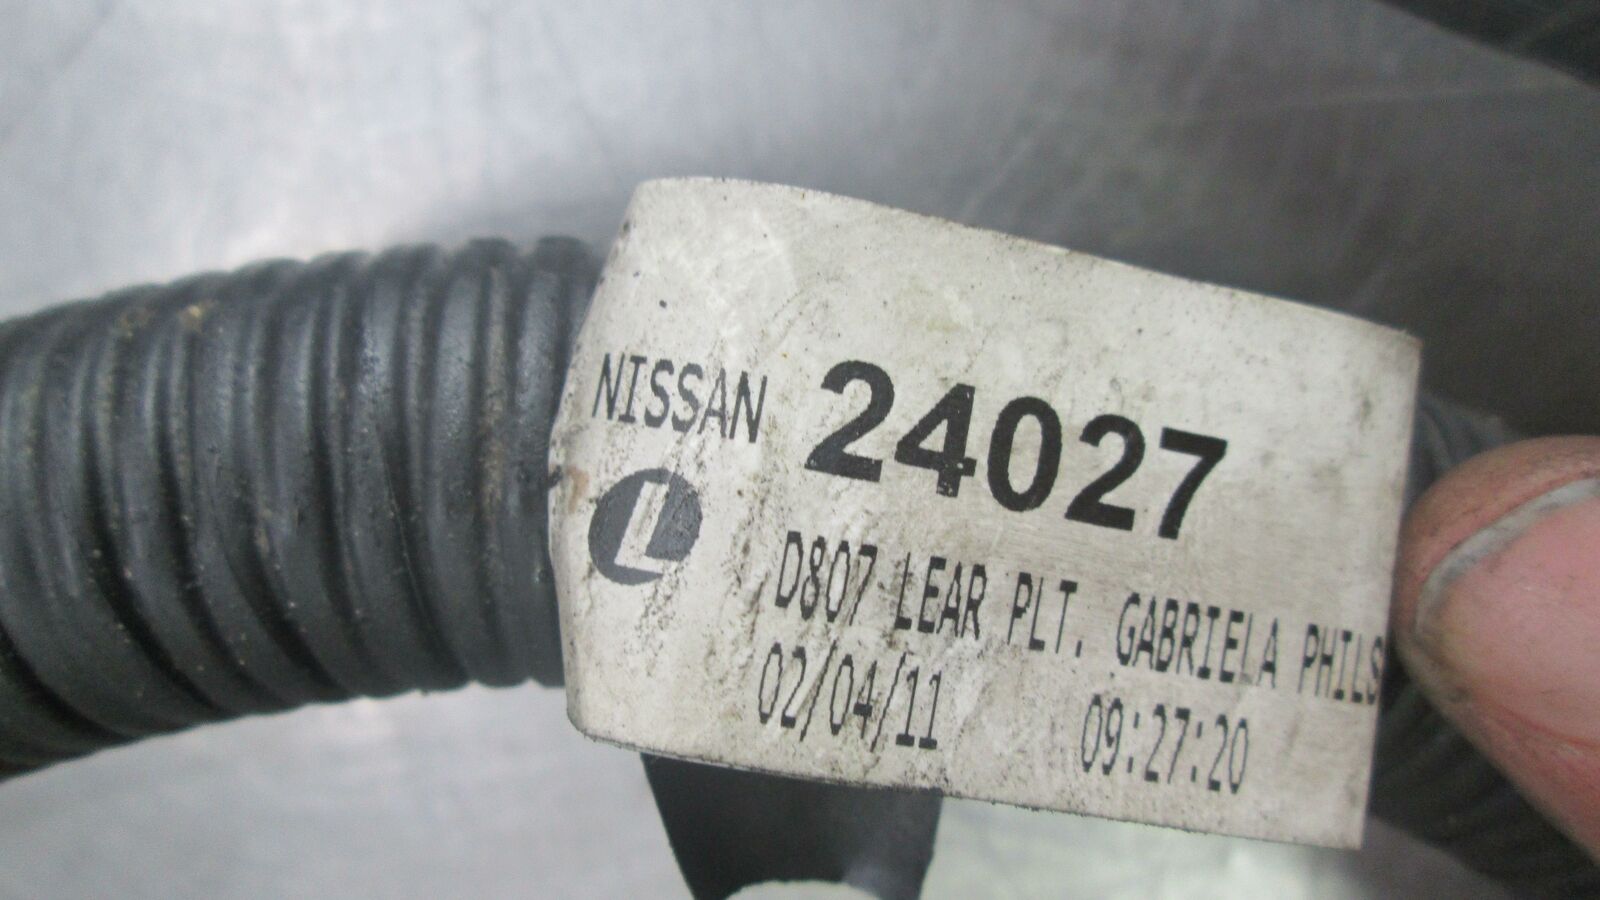 NISSAN 24027
L
D807 LEAR PLT. GABRIELA PHILS
02/04/11 09:27:20